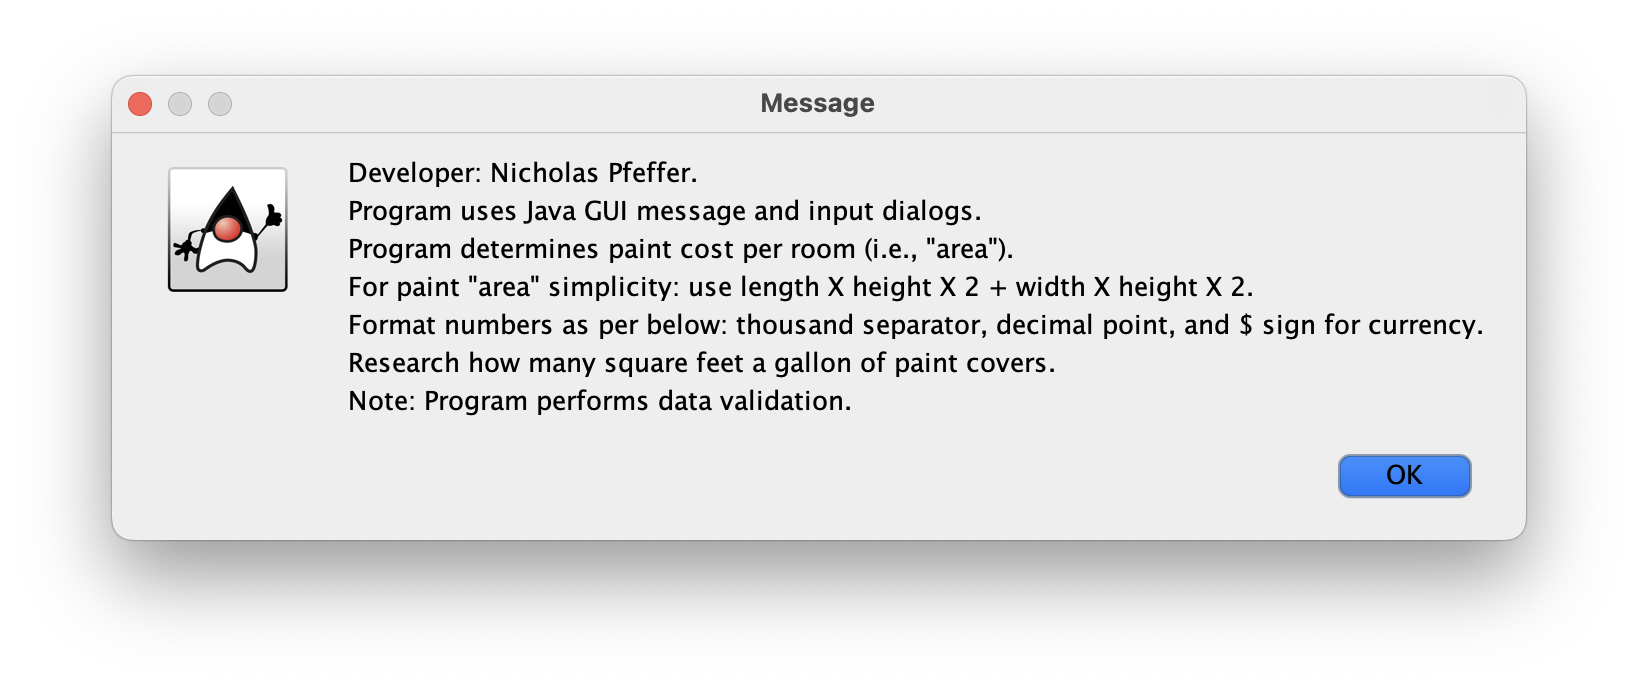 Message
Developer: Nicholas Pfeffer.
Program uses Java GUI message and input dialogs.
Program determines paint cost per room (i.e., "area").
For paint "area" simplicity: use length X height X 2 + width X height X 2.
Format numbers as per below: thousand separator, decimal point, and $ sign for currency.
Research how many square feet a gallon of paint covers.
Note: Program performs data validation.
OK